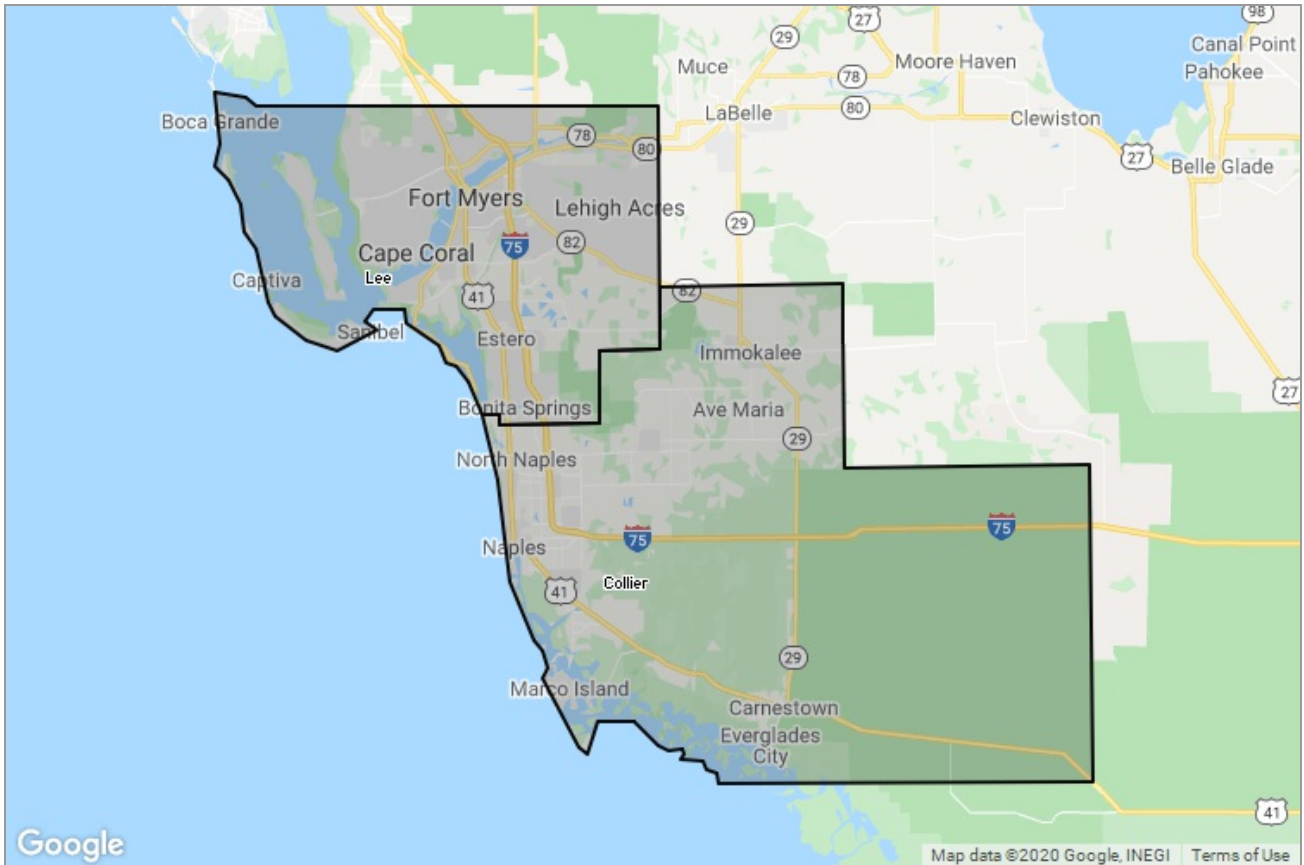 98
27
29
Canal Point
Muce
Moore Haven
Pahokee
78
LaBelle
80
Clewiston
Boca Grande
78
80
27
Belle Glade
Fort Myers
Lehigh Acres
29
75
82
Cape Coral
Lee
Captiva
41
82
Sanibel
Estero
Immokalee
27
Bonita Springs
Ave Maria
29
North Naples
75
75
Naples
Collier
41
29
Marco Island
Carnestown
Everglades
City
41
Google
Map data ©2020 Google, INEGI
Terms of Use